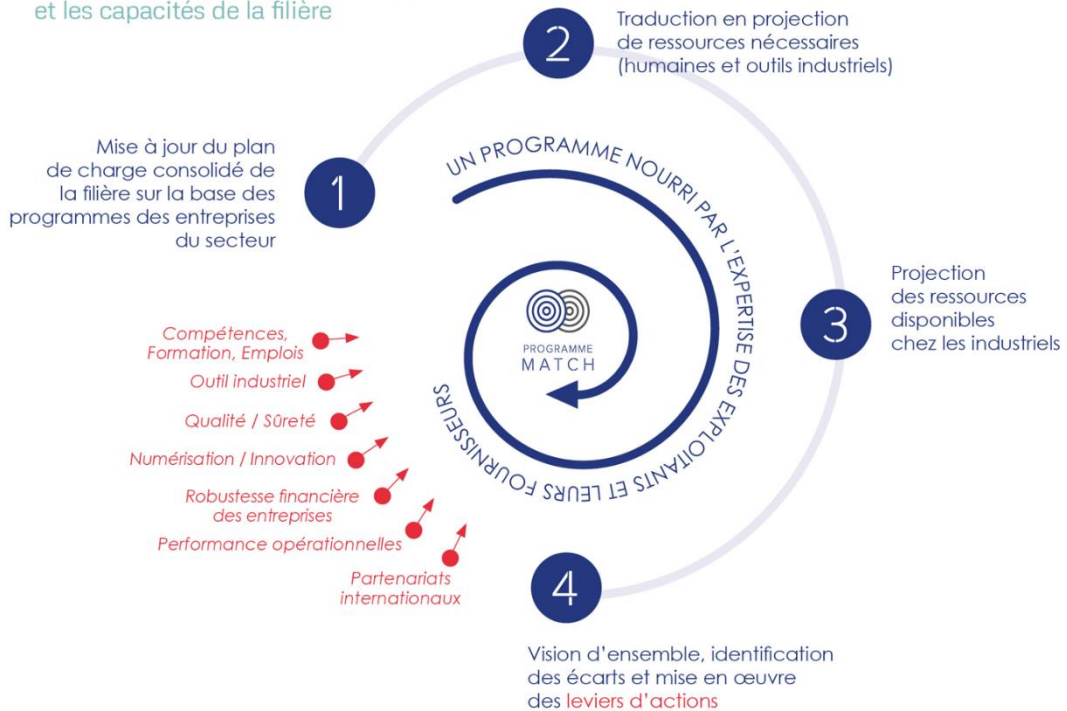 et les capacités de la filière
2
Traduction en projection
de ressources nécessaires
(humaines et outils industriels)
1
Mise à jour du plan
de charge consolidé de
la filière sur la base des
programmes des entreprises
du secteur
UN PROGRAMME NOURRI PAR L'EXPERTISE DES EXPLOITANTS ET LEURS FOURNISSEURS
PROGRAMME
MATCH
3
Projection
des ressources
disponibles
chez les industriels
Compétences,
Formation, Emplois
Outil industriel
Qualité / Sûreté
Numérisation / Innovation
Robustesse financière
des entreprises
Performance opérationnelles
Partenariats
internationaux
4
Vision d'ensemble, identification
des écarts et mise en œuvre
des leviers d'actions